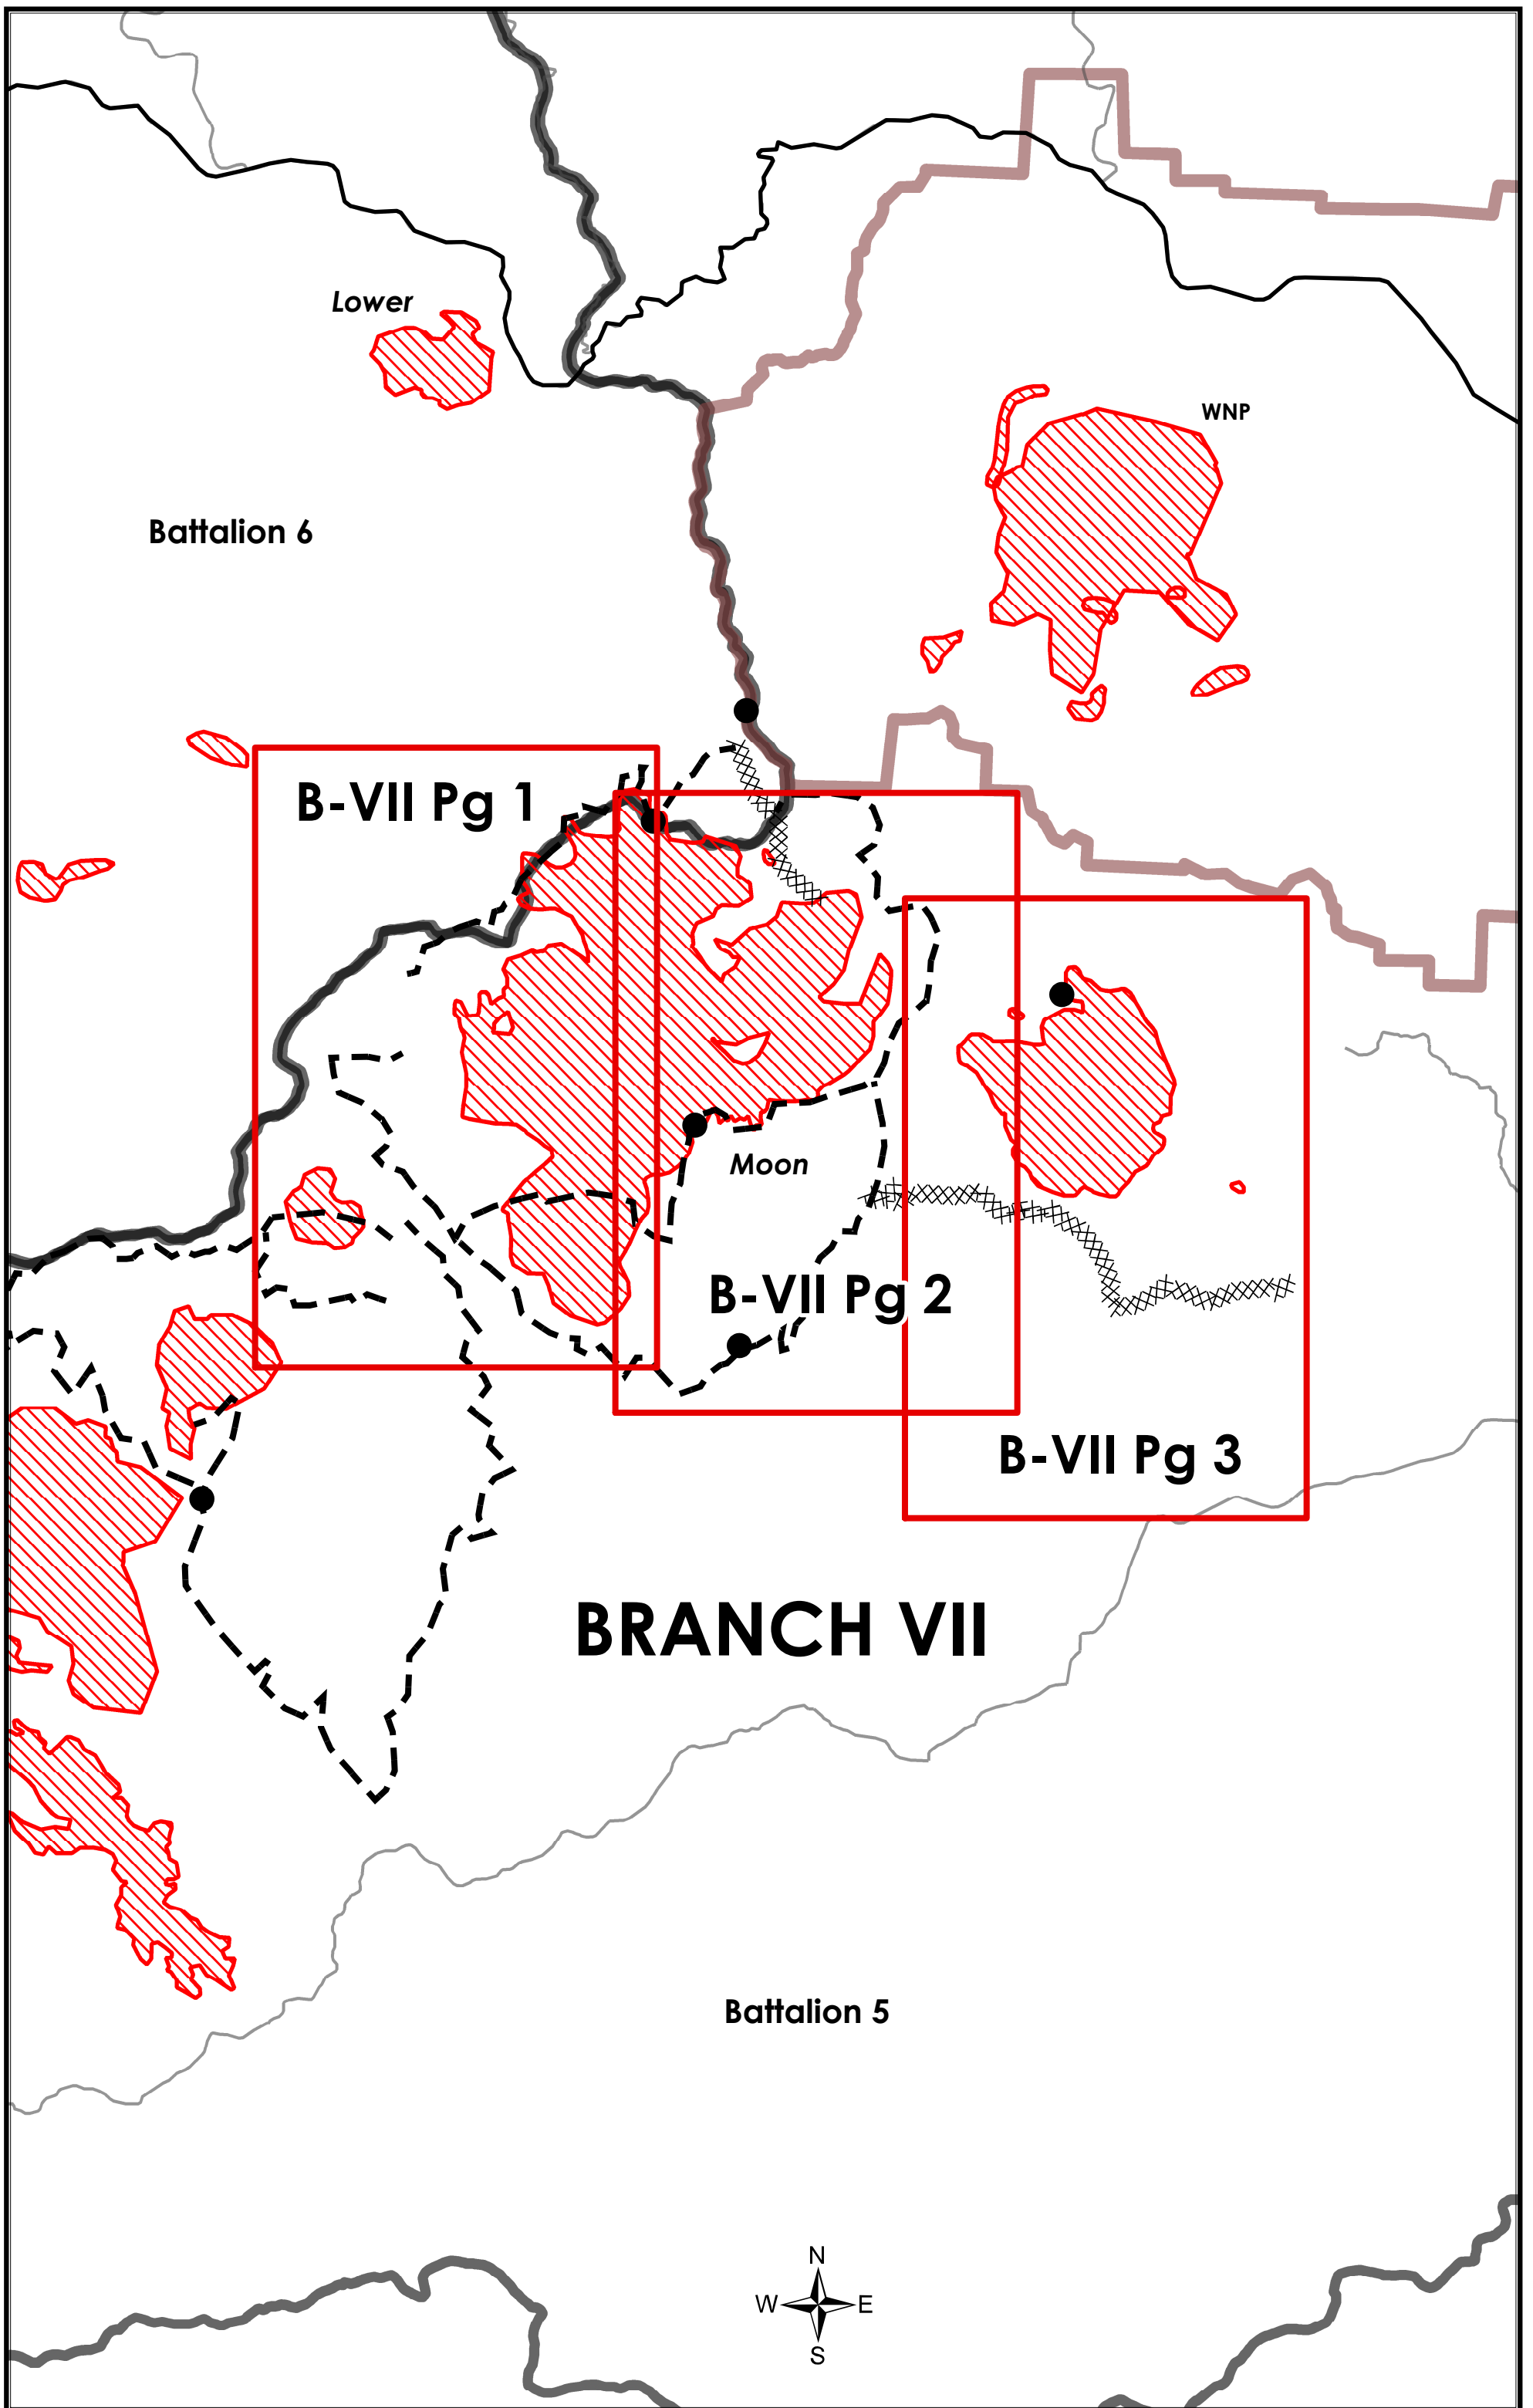 Lower
WNP
Battalion 6
B-VII Pg 1
Moon
B-VII Pg 2
B-VII Pg 3
BRANCH VII
Battalion 5
N
W
E
S